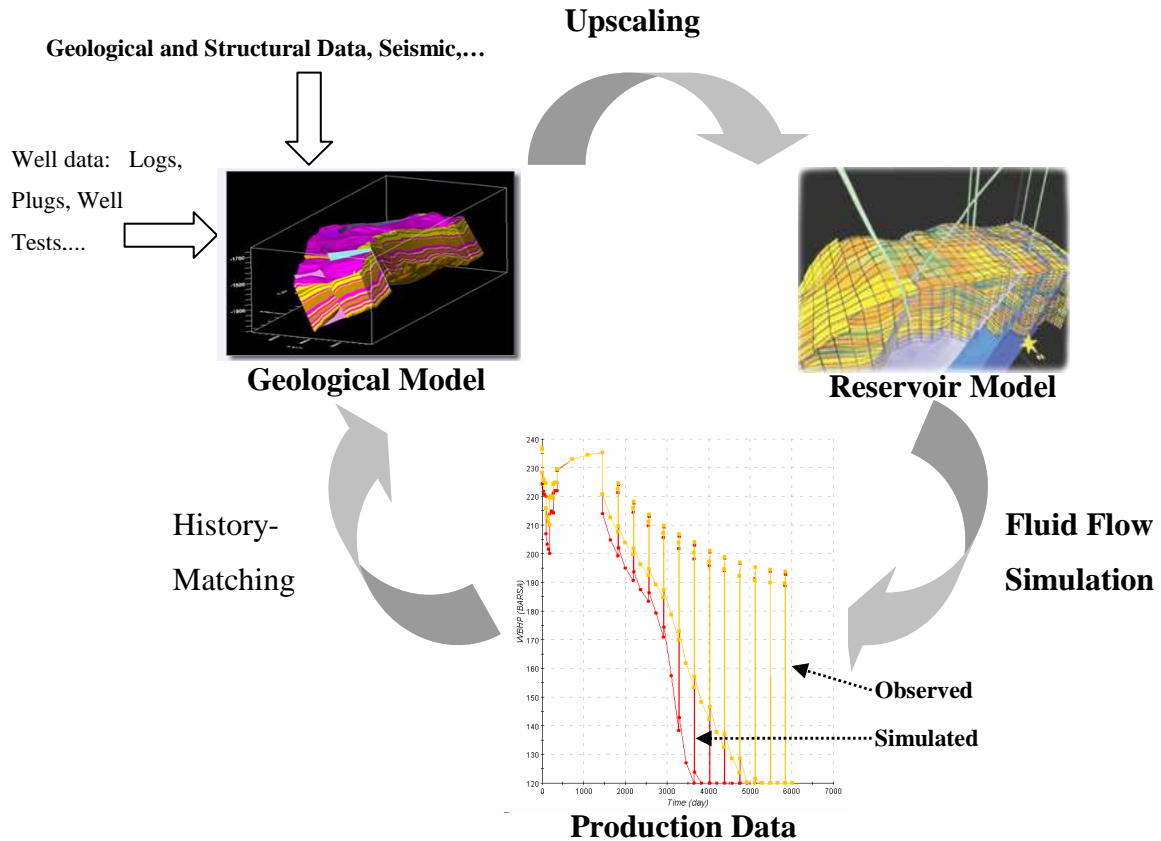 Upscaling
Geological and Structural Data, Seismic,…
Well data: Logs,
Plugs, Well
Tests....
Geological Model
Reservoir Model
History-
Matching
Fluid Flow
Simulation
240
230
220
210
200
190
180
170
160
150
140
130
120
WBHP (BARSA)
0 1000 2000 3000 4000 5000 6000 7000
Time (day)
Observed
Simulated
Production Data